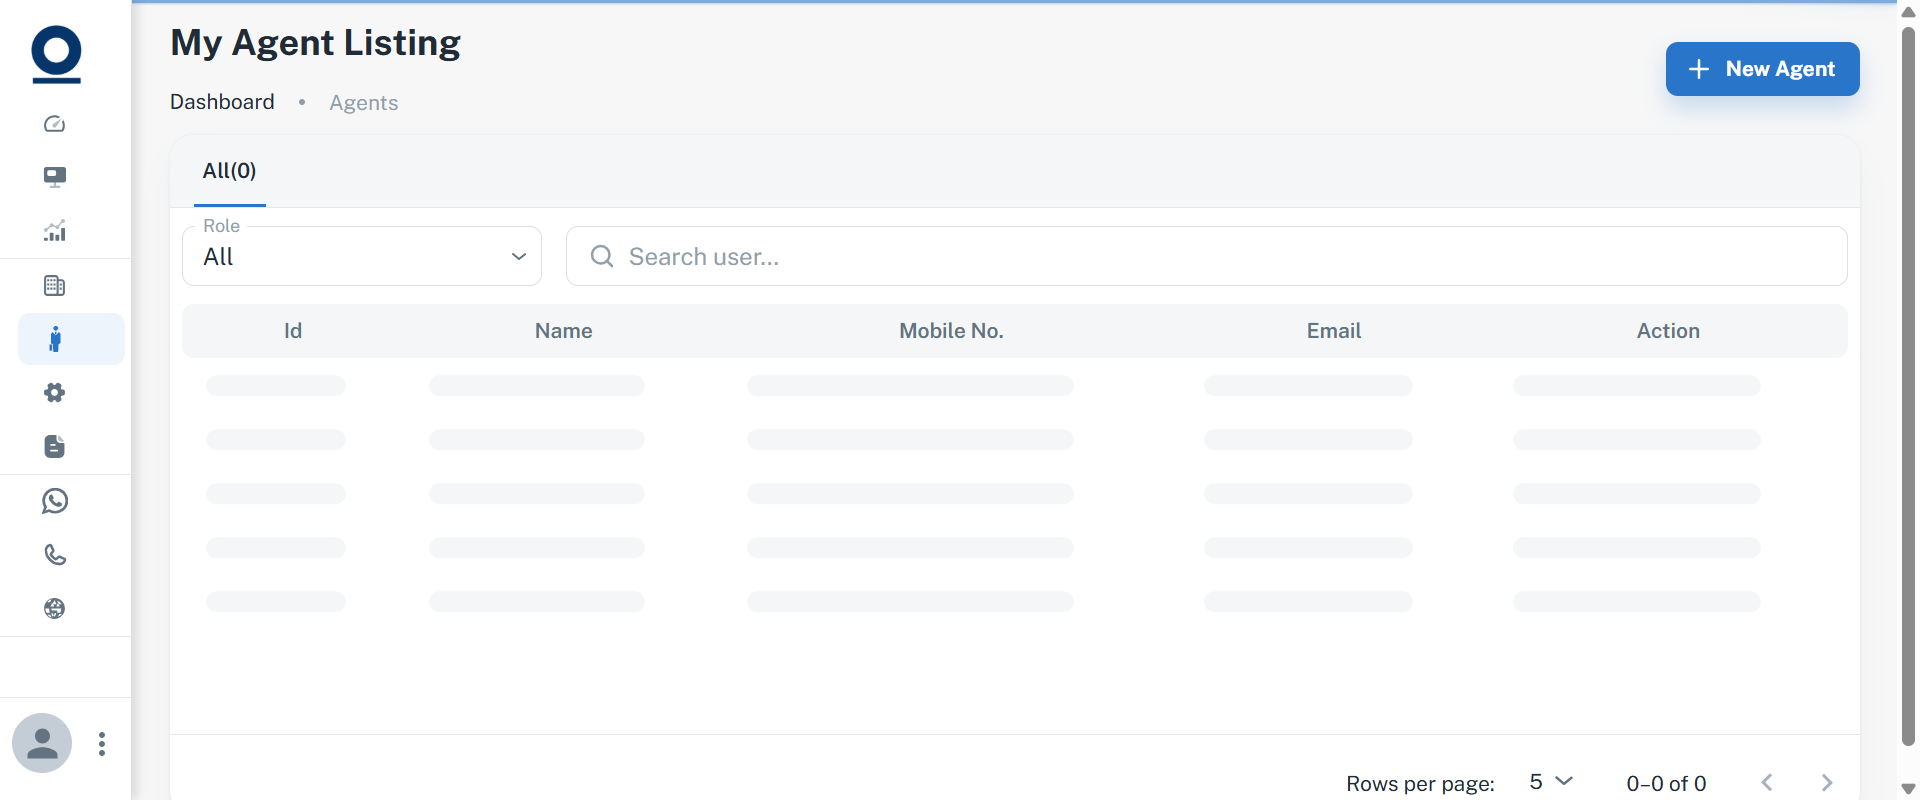 My Agent Listing
Dashboard • Agents
New Agent
All(0)
Role
All
Search user...
Id Name Mobile No. Email Action
Rows per page: 5 0–0 of 0